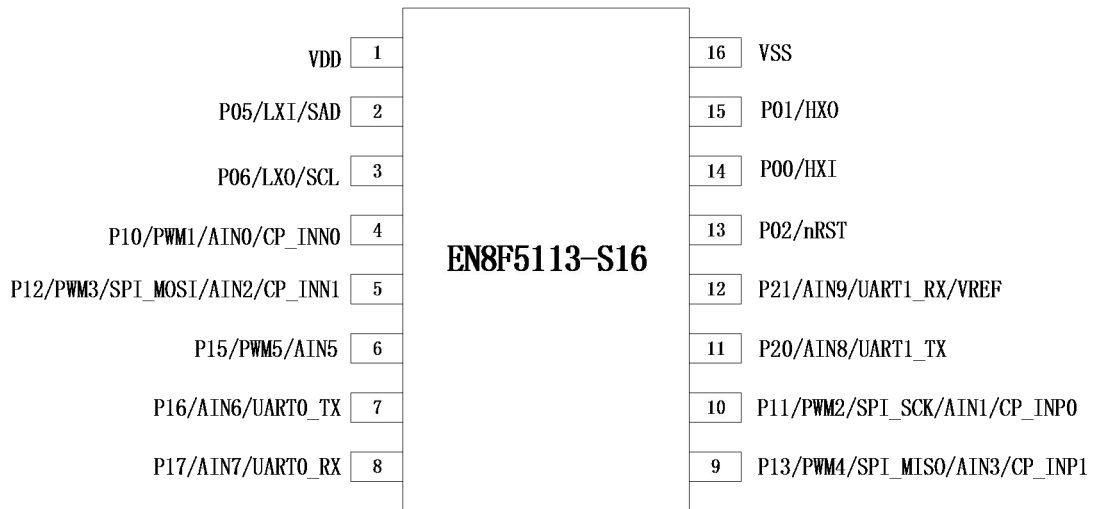 VDD 1 16 VSS
P05/LXI/SAD 2 15 P01/HXO
P06/LXO/SCL 3 14 P00/HXI
P10/PWM1/AIN0/CP_INN0 4 13 P02/nRST
EN8F5113-S16
P12/PWM3/SPI_MOSI/AIN2/CP_INN1 5 12 P21/AIN9/UART1_RX/VREF
P15/PWM5/AIN5 6 11 P20/AIN8/UART1_TX
P16/AIN6/UART0_TX 7 10 P11/PWM2/SPI_SCK/AIN1/CP_INP0
P17/AIN7/UART0_RX 8 9 P13/PWM4/SPI_MISO/AIN3/CP_INP1